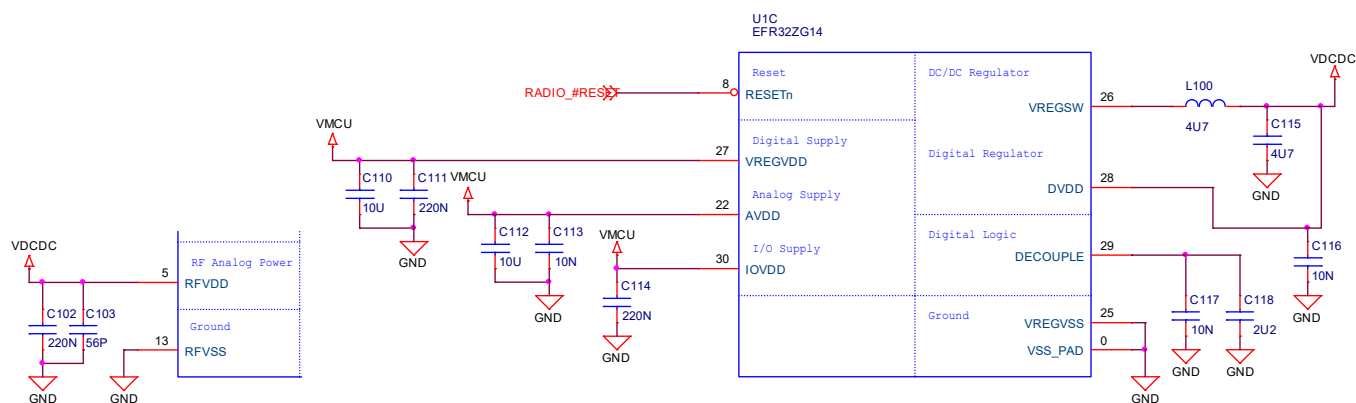 U1C
EFR32ZG14
VDCDC
Reset
DC/DC Regulator
L100
8
26
RADIO_#RESET
RESETn
VREGSW
4U7
C115
4U7
VMCU
Digital Supply
27
VREGVDD
Digital Regulator
GND
C110
C111
VMCU
28
10U
220N
Analog Supply
DVDD
22
AVDD
GND
C112
C113
VMCU
I/O Supply
Digital Logic
C116
VDCDC
10U
10N
30
29
10N
RF Analog Power
IOVDD
DECOUPLE
5
RFVDD
C114
C117
C118
GND
GND
220N
10N
2U2
C102
C103
Ground
Ground
25
220N
56P
13
VREGVSS
RFVSS
GND
0
VSS_PAD
GND
GND
GND
GND
GND
GND